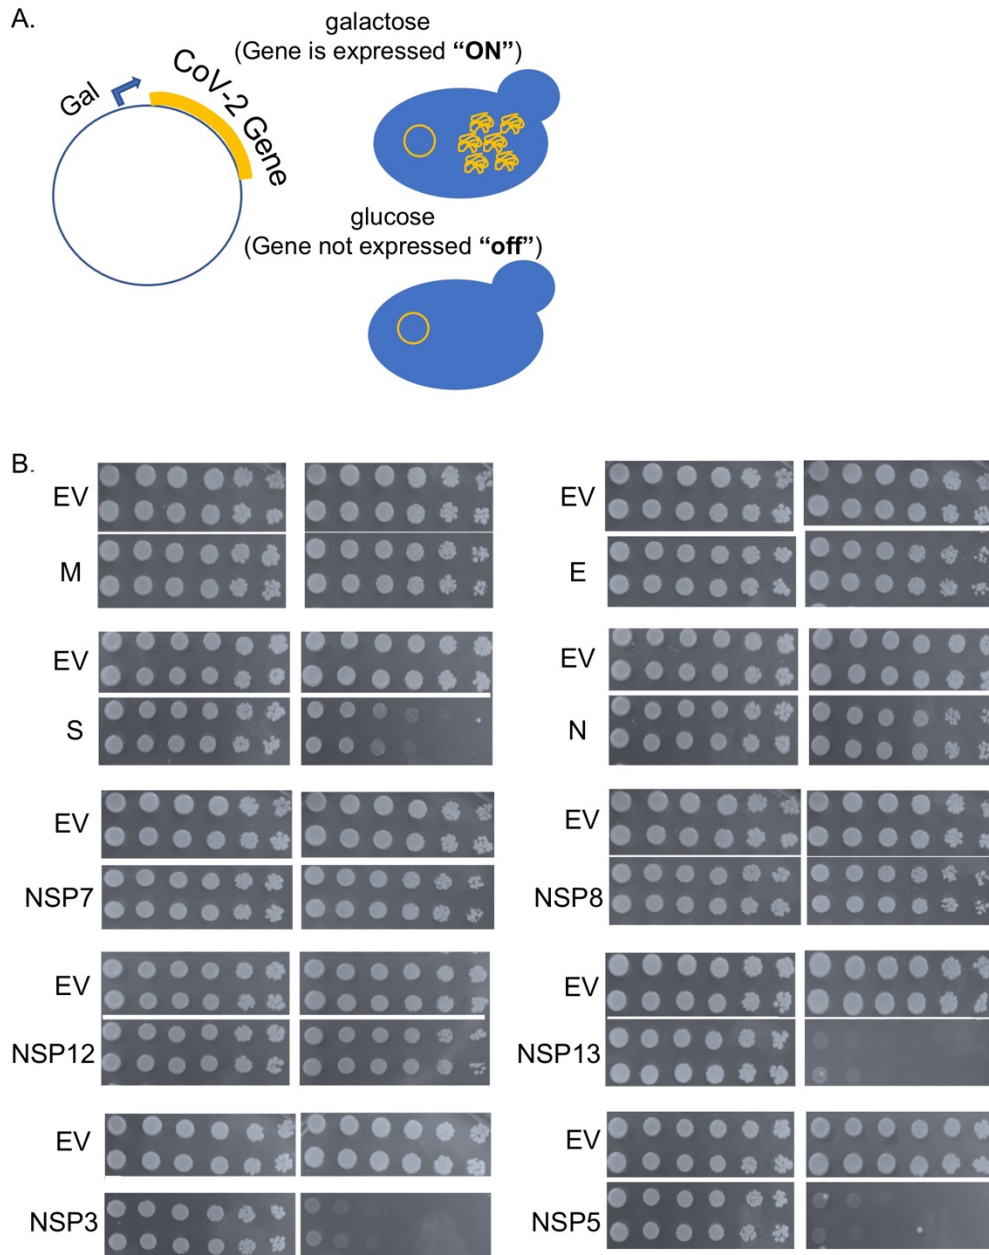 A.
galactose
(Gene is expressed “ON”)
Gal
CoV-2 Gene
glucose
(Gene not expressed “off”)
B.
EV
M
EV
E
EV
S
EV
N
EV
NSP7
EV
NSP8
EV
NSP12
EV
NSP13
EV
NSP3
EV
NSP5